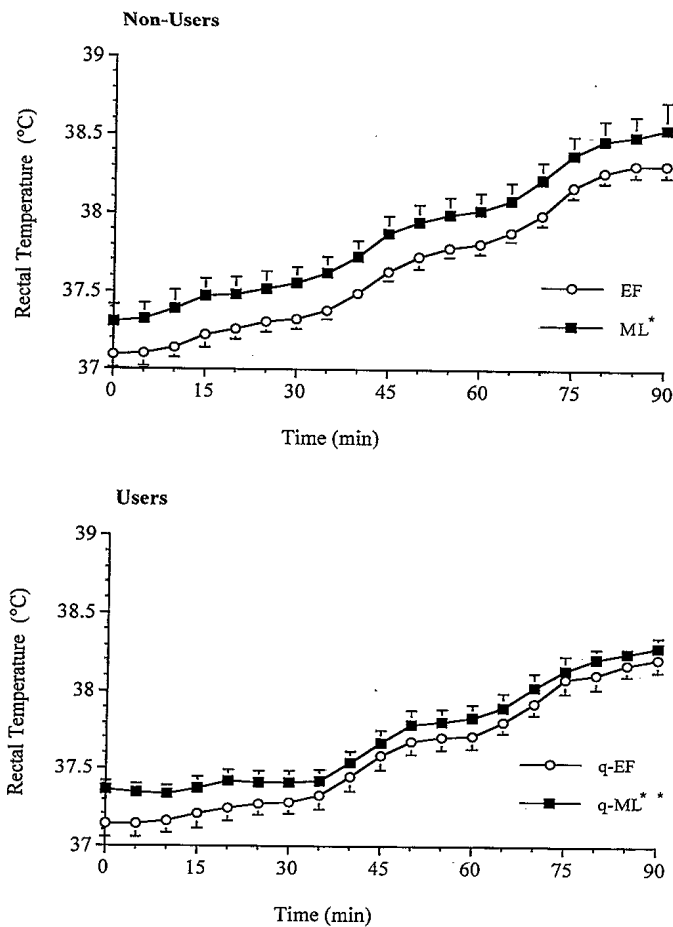 Non-Users
39
38.5
38
37.5
37
Rectal Temperature (°C)
EF
ML*
0 15 30 45 60 75 90
Time (min)
Users
39
38.5
38
37.5
37
Rectal Temperature (°C)
q-EF
q-ML* *
0 15 30 45 60 75 90
Time (min)